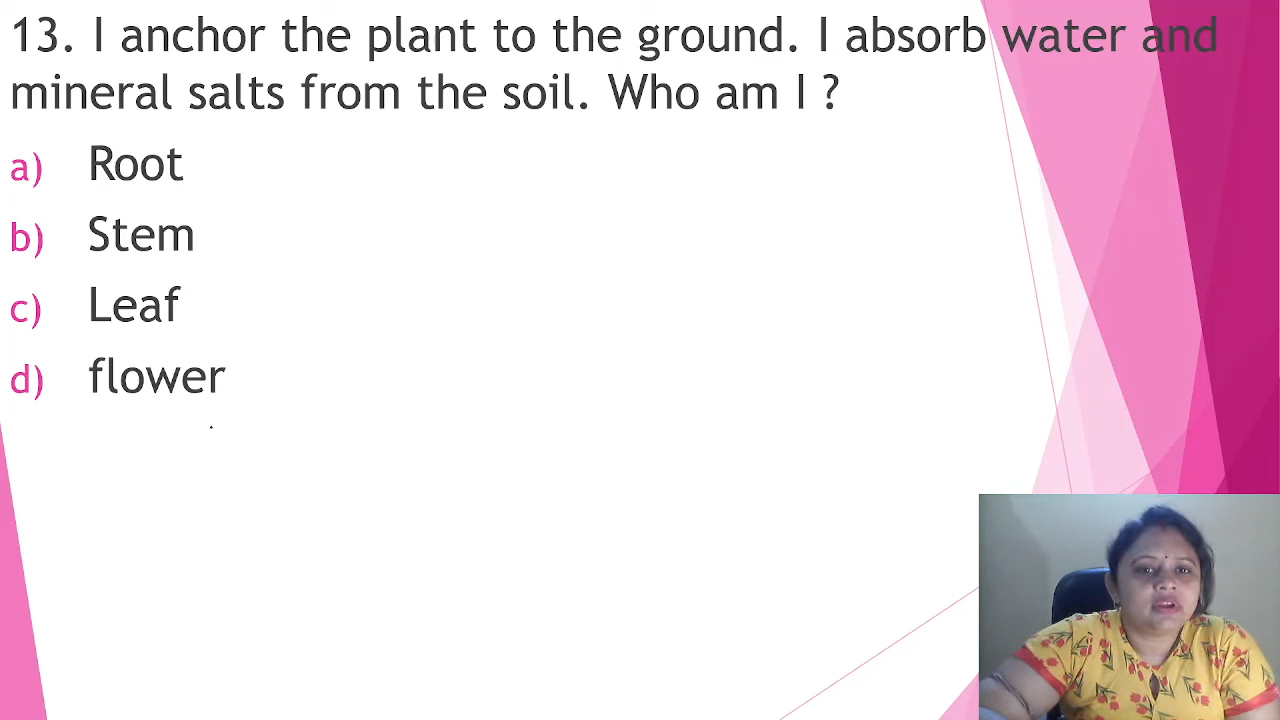 13. I anchor the plant to the ground. I absorb water and
mineral salts from the soil. Who am I ?
a) Root
b) Stem
c) Leaf
d) flower